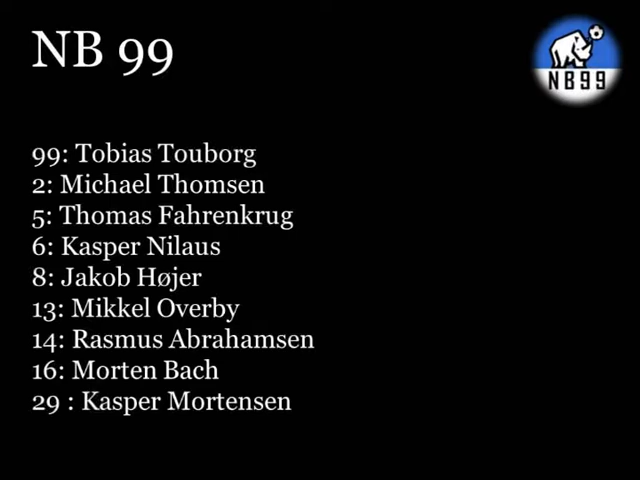 NB 99
NB99
99: Tobias Touborg
2: Michael Thomsen
5: Thomas Fahrenkrug
6: Kasper Nilaus
8: Jakob Højer
13: Mikkel Overby
14: Rasmus Abrahamsen
16: Morten Bach
29 : Kasper Mortensen